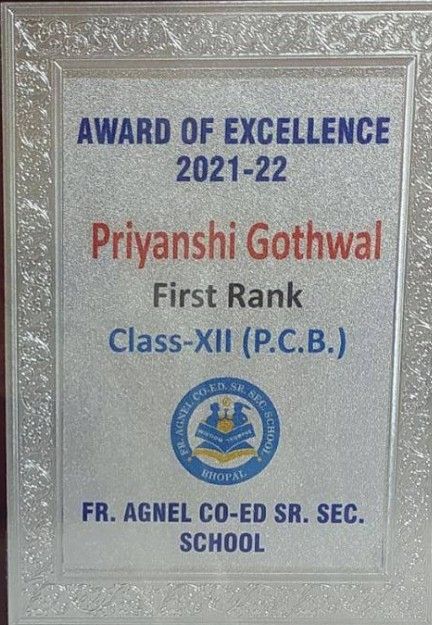 AWARD OF EXCELLENCE
2021-22
Priyanshi Gothwal
First Rank
Class-XII (P.C.B.)
FR. AGNEL CO-ED. SR. SEC. SCHOOL
BHOPAL
FR. AGNEL CO-ED SR. SEC.
SCHOOL